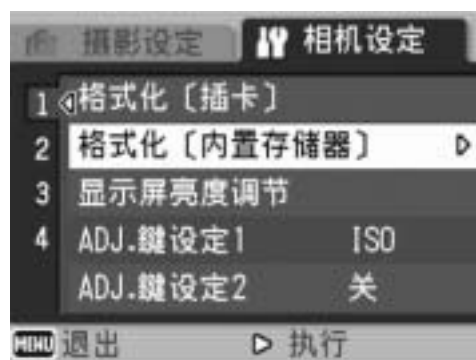 摄影设定 相机设定
1 格式化〔插卡〕
2 格式化〔内置存储器〕
3 显示屏亮度调节
4 ADJ.鍵设定1 ISO
ADJ.鍵设定2 关
MENU 退出 执行